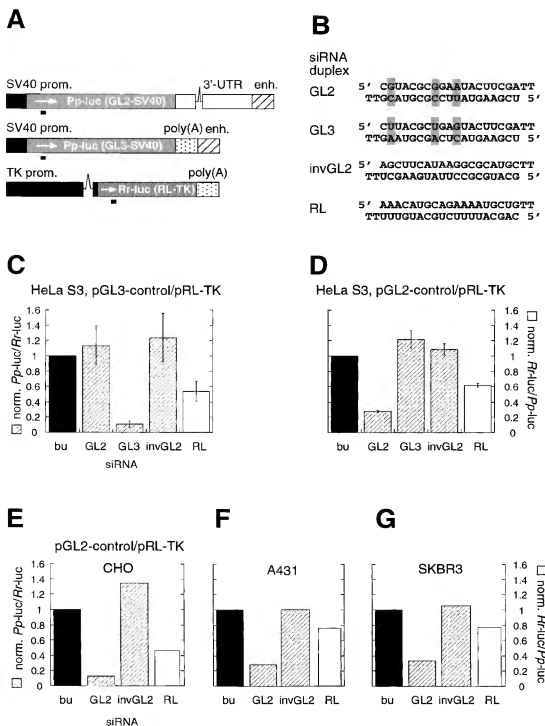 A
SV40 prom.
3'-UTR
enh.
Pp-luc (GL2-SV40)
SV40 prom.
poly(A) enh.
Pp-luc (GL3-SV40)
TK prom.
poly(A)
Rr-luc (RL-TK)
B
siRNA
duplex
GL2
5' CGUACGCGGAAUACUUCGATT
TTGCAUGCGCCUUAUGAAGCU 5'
GL3
5' CUUACGCUGAGUACUUCGATT
TTGAAUGCGACUCAUGAAGCU 5'
invGL2
5' AGCUUCAUAAGGCGCAUGCTT
TTUCGAAGUAUUCCGCGUACG 5'
RL
5' AAACAUGCAGAAAAUGCUGTT
TTUUUGUACGUCUUUUACGAC 5'
C
HeLa S3, pGL3-control/pRL-TK
norm. Pp-luc/Rr-luc
1.6
1.4
1.2
1
0.8
0.6
0.4
0.2
0
bu GL2 GL3 invGL2 RL
siRNA
D
HeLa S3, pGL2-control/pRL-TK
1.6
1.4
1.2
1
0.8
0.6
0.4
0.2
0
bu GL2 GL3 invGL2 RL
norm. Rr-luc/Pp-luc
E
pGL2-control/pRL-TK
CHO
norm. Pp-luc/Rr-luc
1.6
1.4
1.2
1
0.8
0.6
0.4
0.2
0
bu GL2 invGL2 RL
siRNA
F
A431
bu GL2 invGL2 RL
G
SKBR3
1.6
1.4
1.2
1
0.8
0.6
0.4
0.2
0
bu GL2 invGL2 RL
norm. Rr-luc/Pp-luc